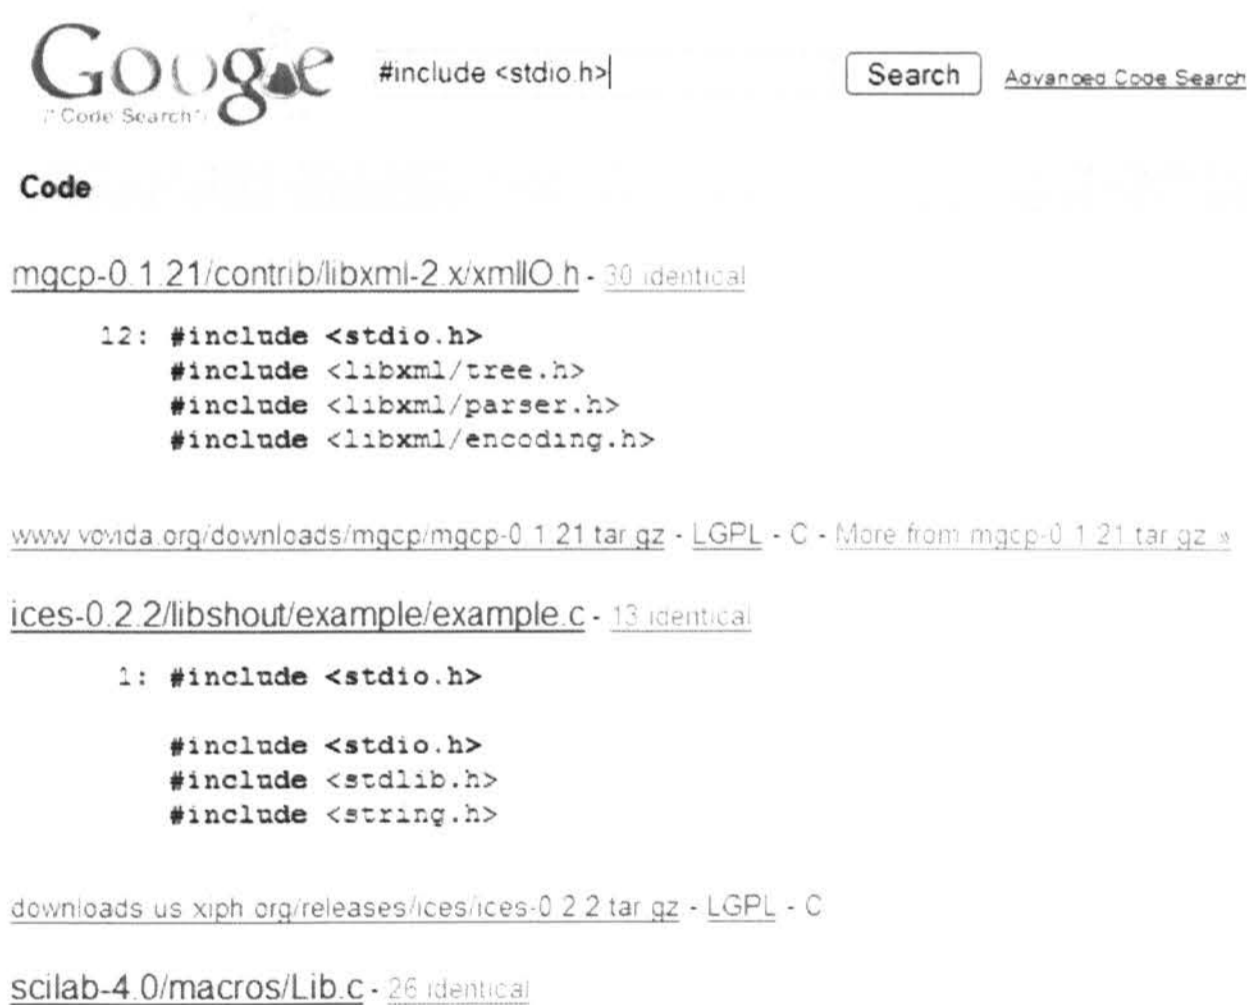 Google
#include <stdio.h>
Search
Advanced Code Search
/* Code Search */
Code
mgcp-0.1.21/contrib/libxml-2.x/xmlIO.h - 30 identical
12: #include <stdio.h>
#include <libxml/tree.h>
#include <libxml/parser.h>
#include <libxml/encoding.h>
www.vovida.org/downloads/mgcp/mgcp-0.1.21.tar.gz - LGPL - C - More from mgcp-0.1.21.tar.gz »
ices-0.2.2/libshout/example/example.c - 13 identical
1: #include <stdio.h>
#include <stdio.h>
#include <stdlib.h>
#include <string.h>
downloads.us.xiph.org/releases/ices/ices-0.2.2.tar.gz - LGPL - C
scilab-4.0/macros/Lib.c - 26 identical